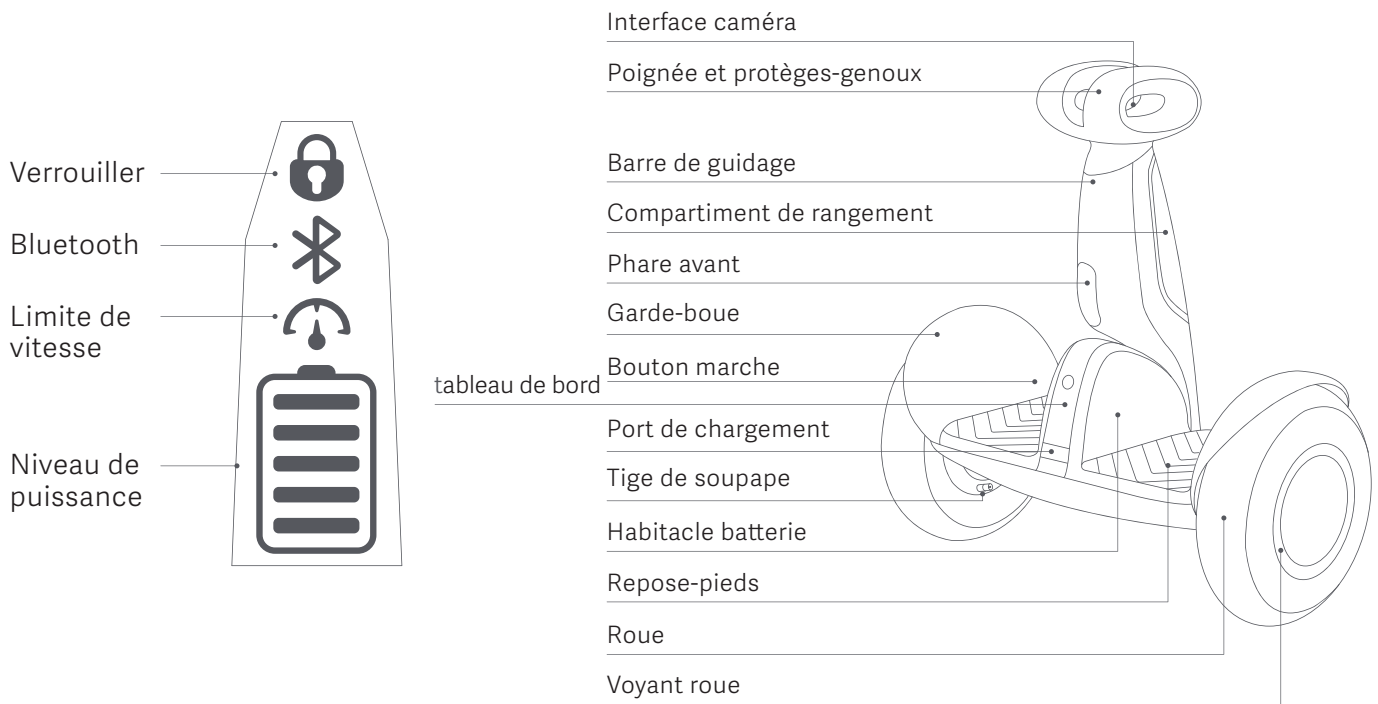 Verrouiller
Bluetooth
Limite de
vitesse
Niveau de
puissance
Interface caméra
Poignée et protèges-genoux
Barre de guidage
Compartiment de rangement
Phare avant
Garde-boue
Bouton marche
tableau de bord
Port de chargement
Tige de soupape
Habitacle batterie
Repose-pieds
Roue
Voyant roue